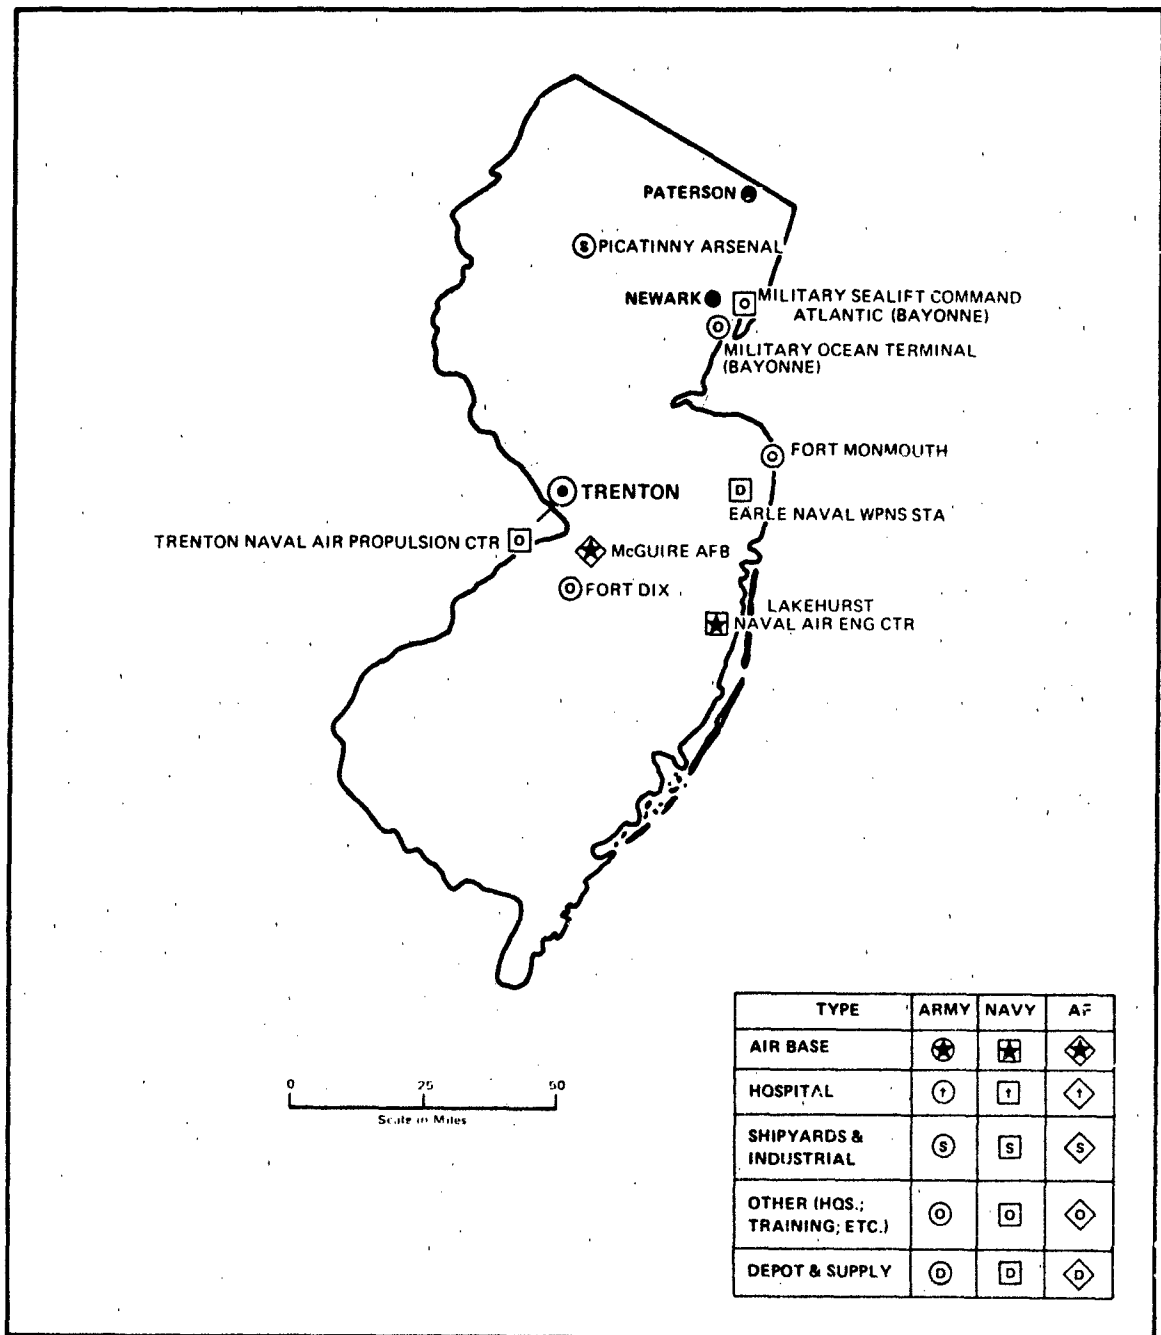 PATERSON
S PICATINNY ARSENAL
NEWARK
O MILITARY SEALIFT COMMAND
ATLANTIC (BAYONNE)
O
MILITARY OCEAN TERMINAL
(BAYONNE)
O FORT MONMOUTH
TRENTON
D
EARLE NAVAL WPNS STA
TRENTON NAVAL AIR PROPULSION CTR O
McGUIRE AFB
O FORT DIX
LAKEHURST
NAVAL AIR ENG CTR
0 25 50
Scale in Miles
TYPE ARMY NAVY AF
AIR BASE
HOSPITAL † † †
SHIPYARDS & INDUSTRIAL S S S
OTHER (HQS.; TRAINING; ETC.) O O O
DEPOT & SUPPLY D D D